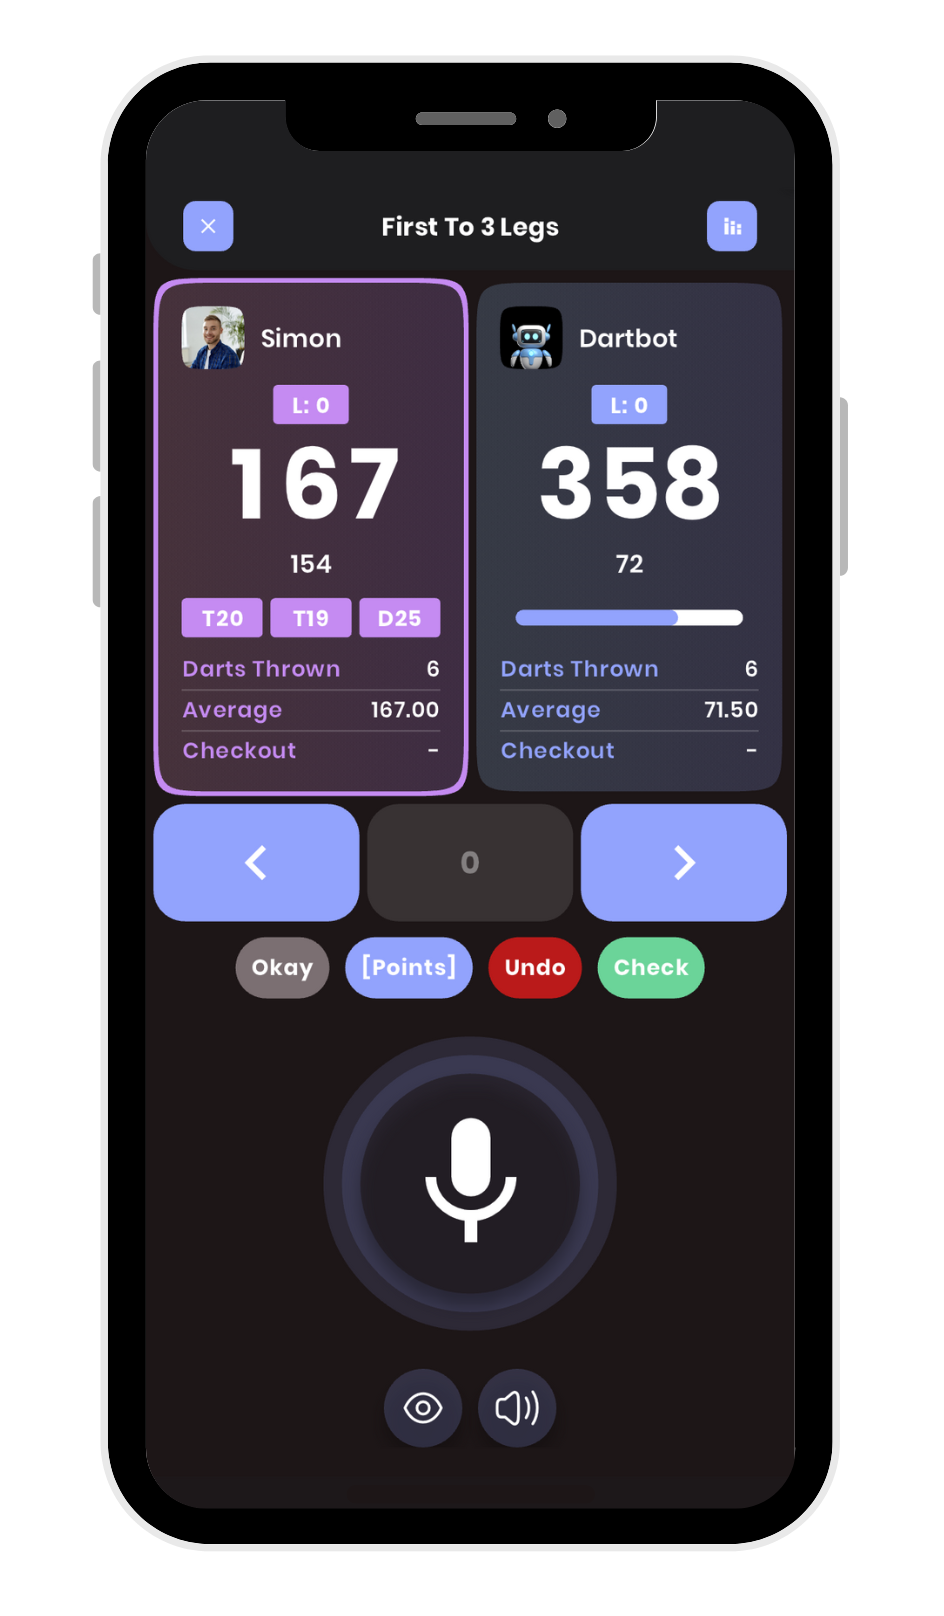 First To 3 Legs
Simon
L: 0
167
154
T20 T19 D25
Darts Thrown 6
Average 167.00
Checkout -
Dartbot
L: 0
358
72
Darts Thrown 6
Average 71.50
Checkout -
0
Okay [Points] Undo Check